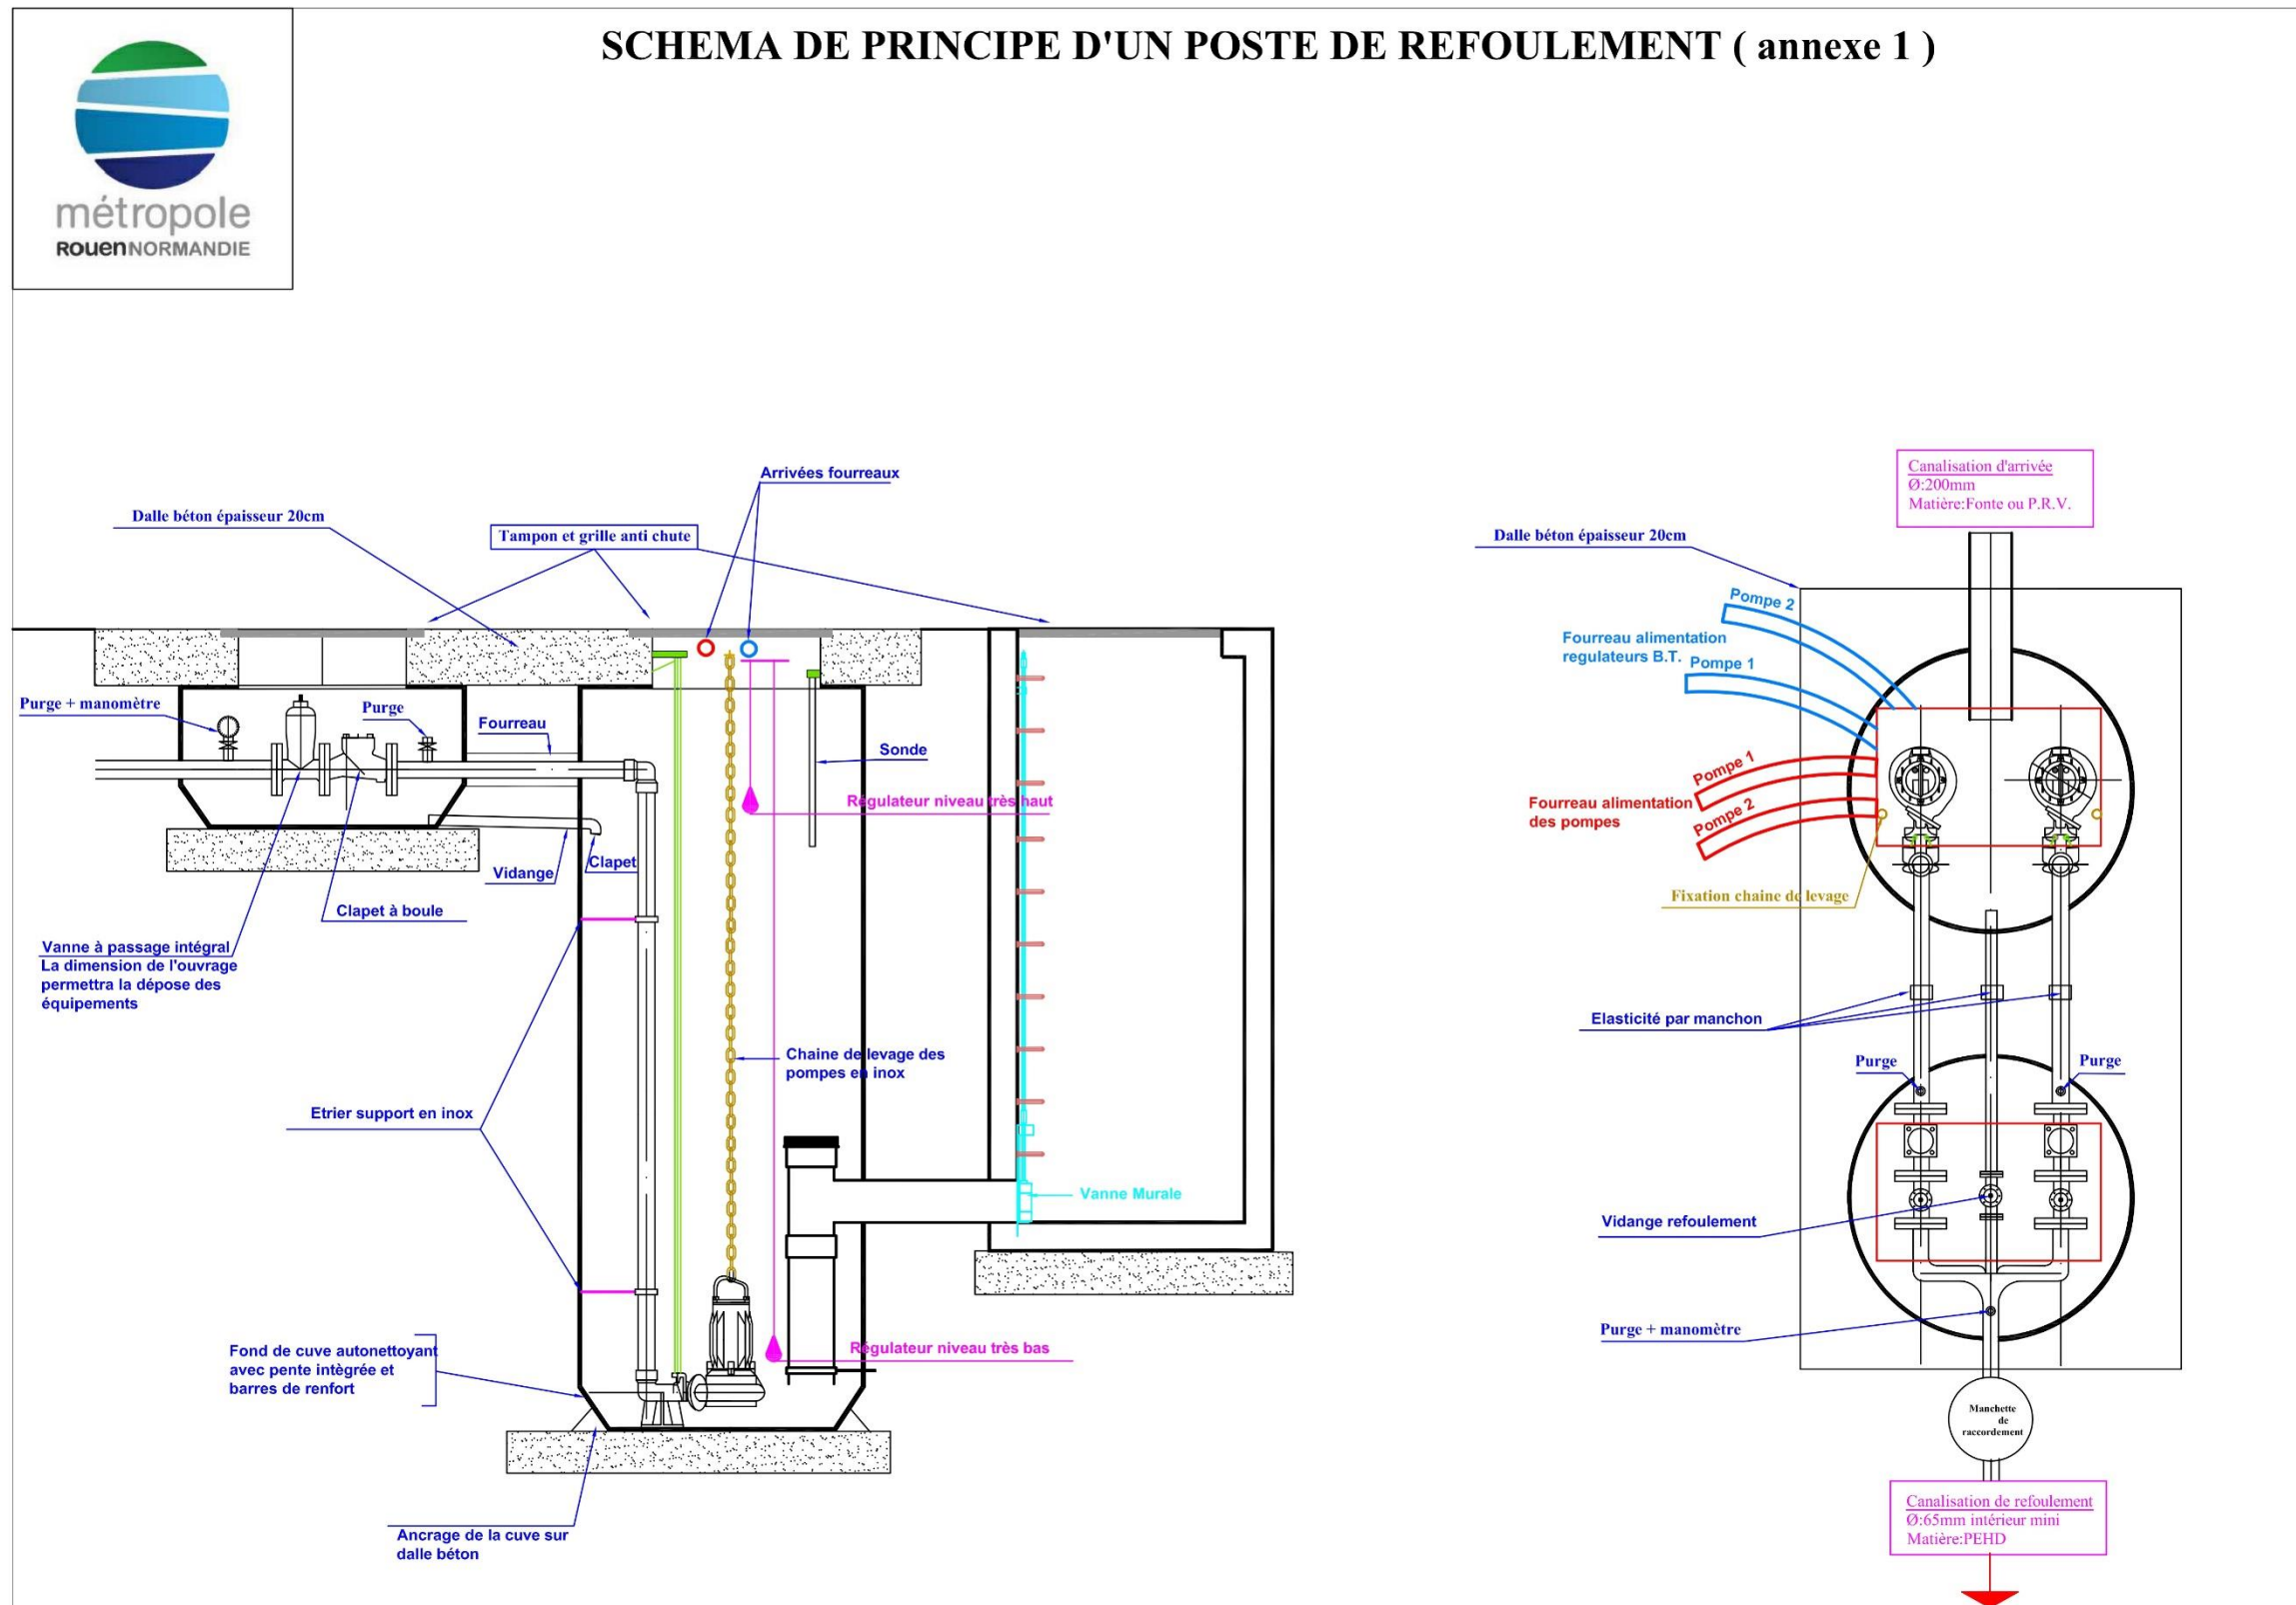 SCHEMA DE PRINCIPE D'UN POSTE DE REFOULEMENT ( annexe 1 )
métropole
ROUENNORMANDIE
Arrivées fourreaux
Dalle béton épaisseur 20cm
Tampon et grille anti chute
Purge + manomètre
Purge
Fourreau
Sonde
Régulateur niveau très haut
Vidange
Clapet
Clapet à boule
Vanne à passage intégral
La dimension de l'ouvrage
permettra la dépose des
équipements
Chaine de levage des
pompes en inox
Etrier support en inox
Vanne Murale
Régulateur niveau très bas
Fond de cuve autonettoyant
avec pente intègrée et
barres de renfort
Ancrage de la cuve sur
dalle béton
Canalisation d'arrivée
Ø:200mm
Matière:Fonte ou P.R.V.
Dalle béton épaisseur 20cm
Pompe 2
Fourreau alimentation
regulateurs B.T.
Pompe 1
Pompe 1
Fourreau alimentation
des pompes
Pompe 2
Fixation chaine de levage
Elasticité par manchon
Purge
Purge
Vidange refoulement
Purge + manomètre
Manchette
de
raccordement
Canalisation de refoulement
Ø:65mm intérieur mini
Matière:PEHD